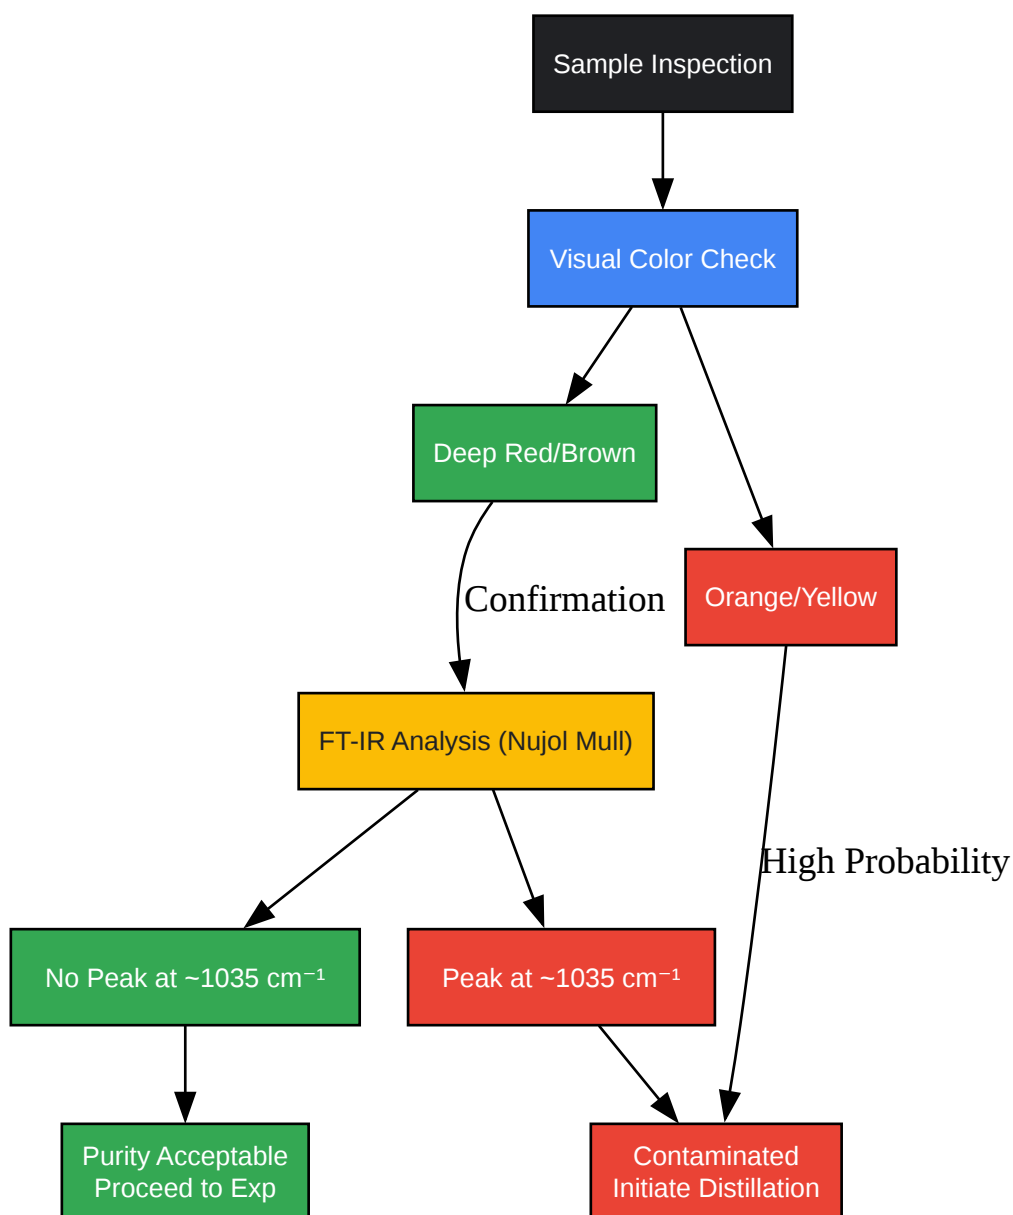 Sample Inspection
Visual Color Check
Deep Red/Brown
Confirmation
Orange/Yellow
FT-IR Analysis (Nujol Mull)
High Probability
No Peak at ~1035 cm⁻¹
Peak at ~1035 cm⁻¹
Purity Acceptable
Proceed to Exp
Contaminated
Initiate Distillation